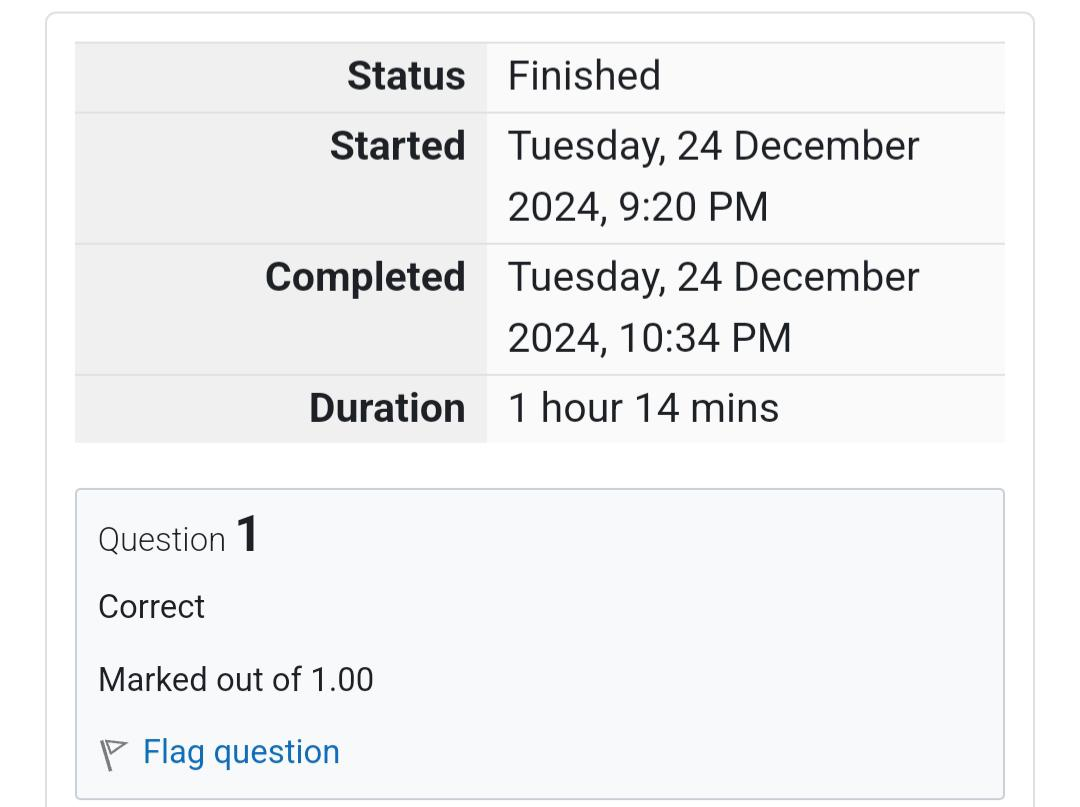 Status Finished
Started Tuesday, 24 December
2024, 9:20 PM
Completed Tuesday, 24 December
2024, 10:34 PM
Duration 1 hour 14 mins
Question 1
Correct
Marked out of 1.00
Flag question